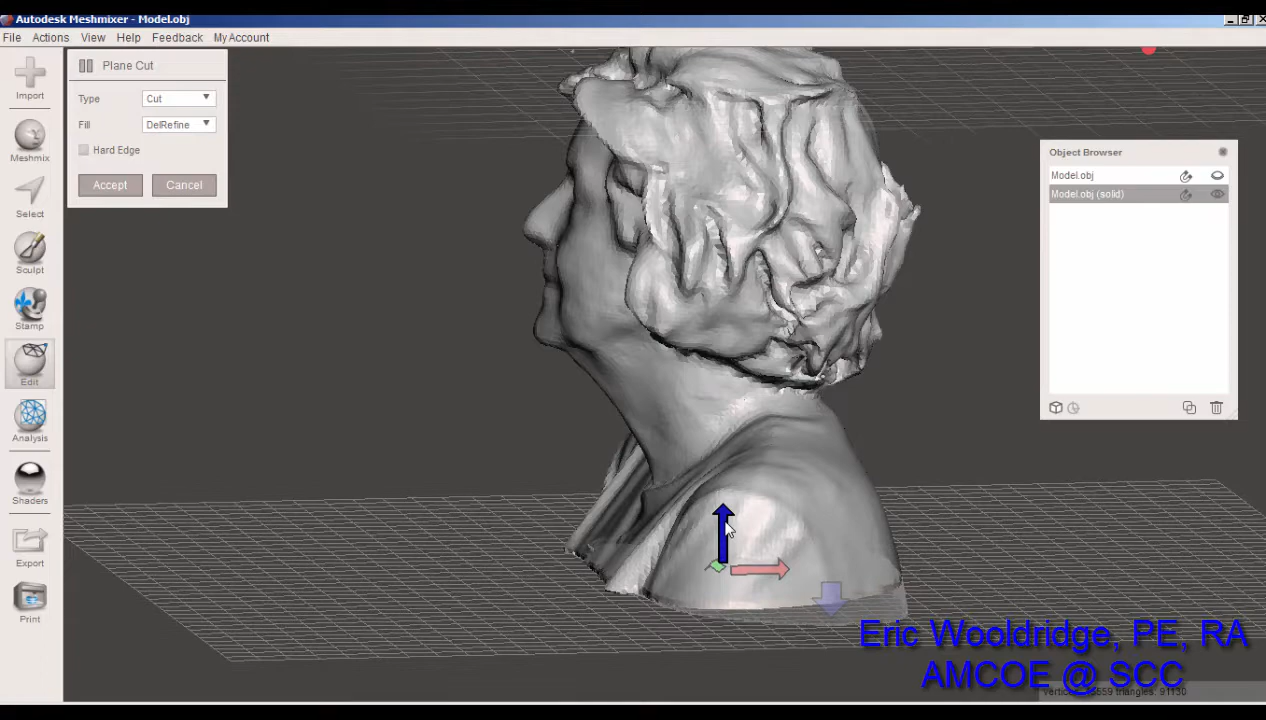 Autodesk Meshmixer - Model.obj
File Actions View Help Feedback My Account
Import
Meshmix
Select
Sculpt
Stamp
Edit
Analysis
Shaders
Export
Print
Plane Cut
Type Cut
Fill DelRefine
Hard Edge
Accept Cancel
Object Browser
Model.obj
Model.obj (solid)
Eric Wooldridge, PE, RA
AMCOE @ SCC
triangles: 91130